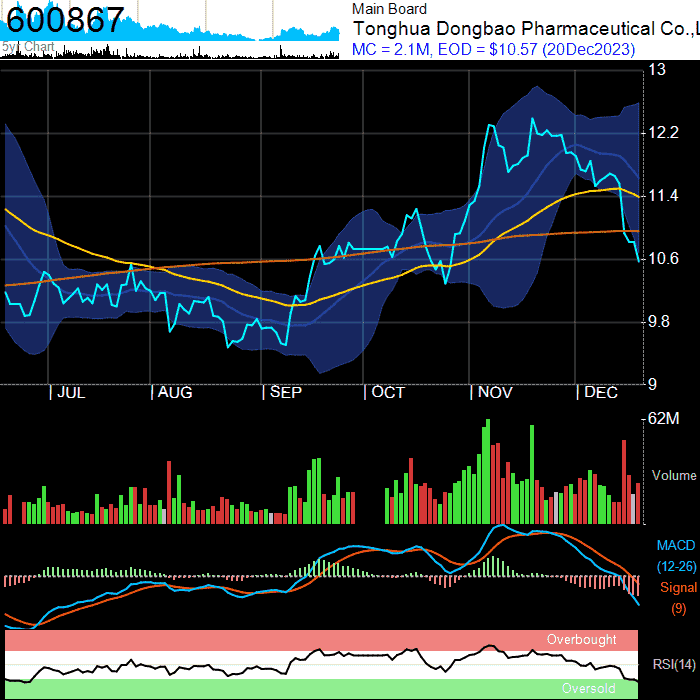 600867
5yr Chart
Main Board
Tonghua Dongbao Pharmaceutical Co.,L
MC = 2.1M, EOD = $10.57 (20Dec2023)
13
12.2
11.4
10.6
9.8
9
JUL AUG SEP OCT NOV DEC
62M
Volume
MACD
(12-26)
Signal
(9)
Overbought
RSI(14)
Oversold